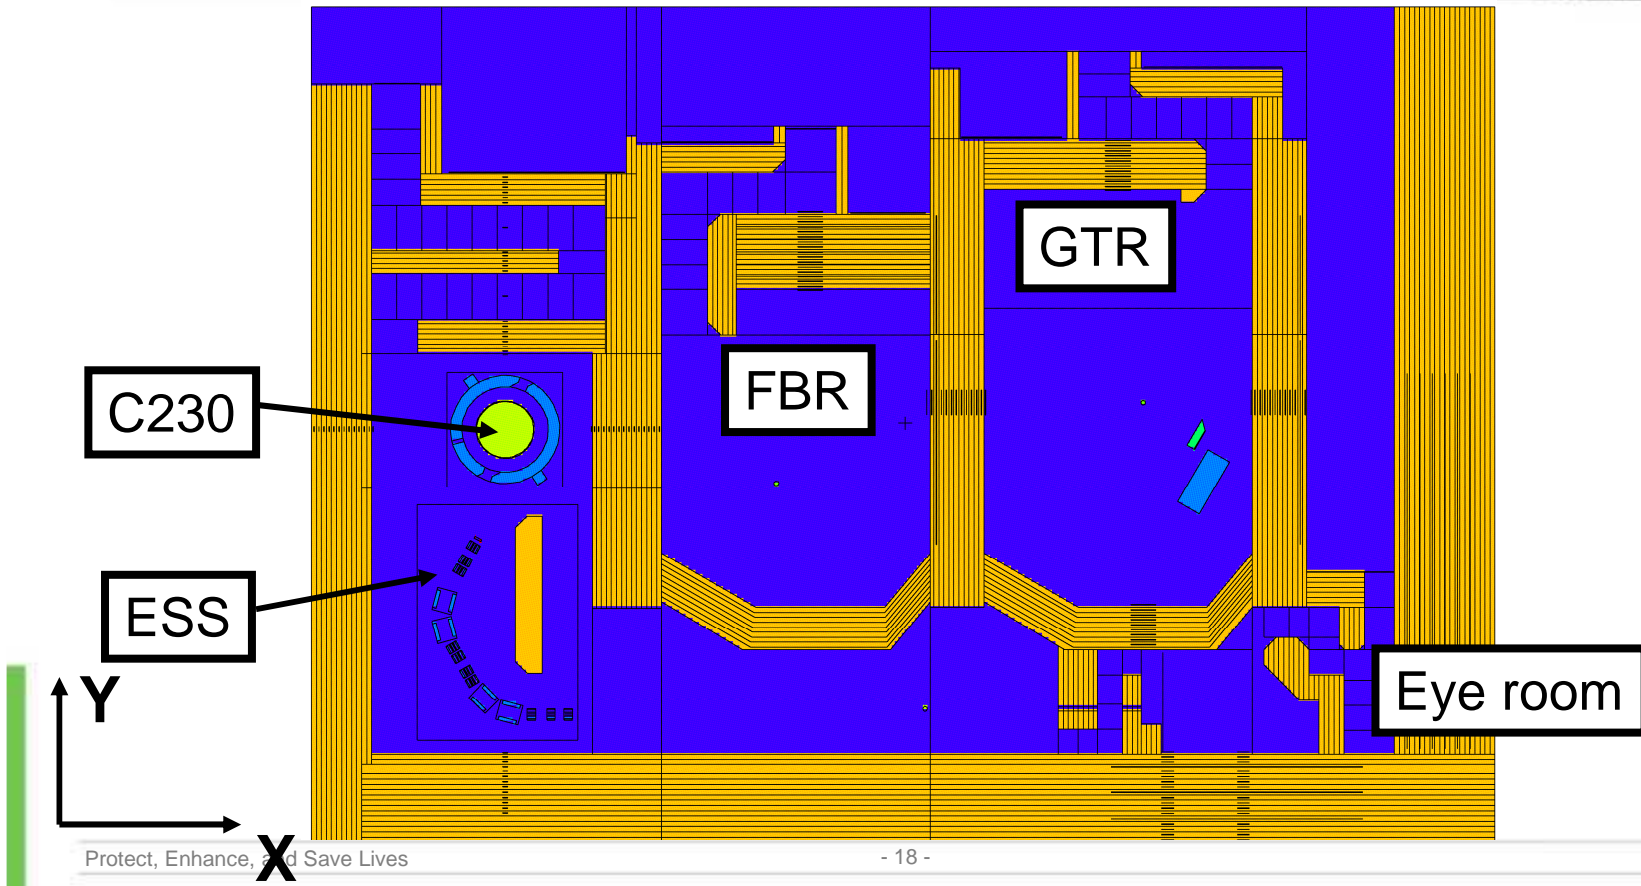 GTR
FBR
C230
ESS
Eye room
Y
X
Protect, Enhance, and Save Lives
- 18 -